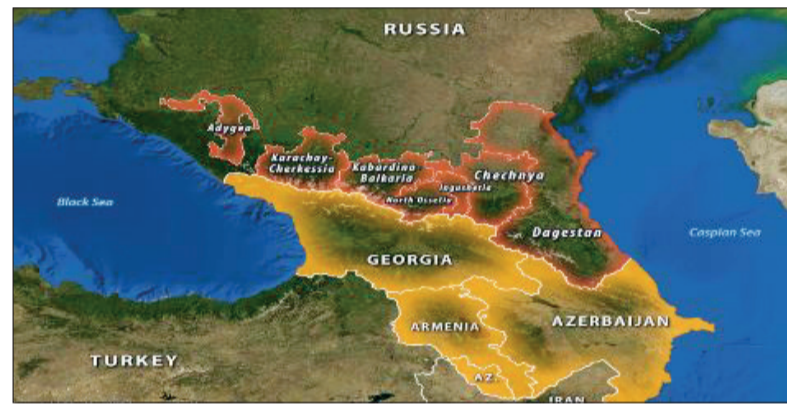 RUSSIA
Adygea
Karachay-
Cherkessia
Kabardino
Balkaria
Chechnya
Ingushetia
North Ossetia
Black Sea
Dagestan
Caspian Sea
GEORGIA
AZERBAIJAN
ARMENIA
TURKEY
AZ.
IRAN